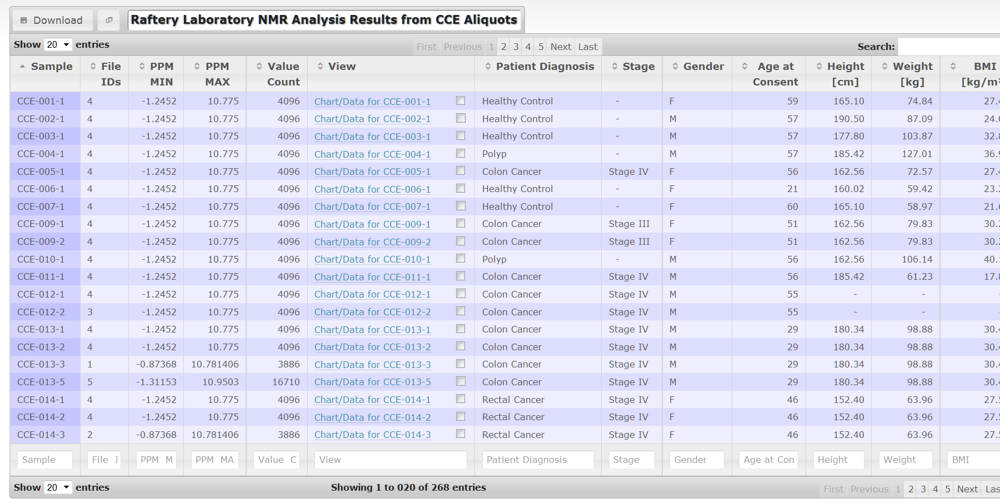 Download Raftery Laboratory NMR Analysis Results from CCE Aliquots
Show 20 entries First Previous 1 2 3 4 5 Next Last Search:
Sample File IDs PPM MIN PPM MAX Value Count View Patient Diagnosis Stage Gender Age at Consent Height [cm] Weight [kg] BMI [kg/m²
CCE-001-1 4 -1.2452 10.775 4096 Chart/Data for CCE-001-1 Healthy Control - F 59 165.10 74.84 27.4
CCE-002-1 4 -1.2452 10.775 4096 Chart/Data for CCE-002-1 Healthy Control - M 57 190.50 87.09 24.0
CCE-003-1 4 -1.2452 10.775 4096 Chart/Data for CCE-003-1 Healthy Control - M 57 177.80 103.87 32.8
CCE-004-1 4 -1.2452 10.775 4096 Chart/Data for CCE-004-1 Polyp - M 57 185.42 127.01 36.9
CCE-005-1 4 -1.2452 10.775 4096 Chart/Data for CCE-005-1 Colon Cancer Stage IV F 56 162.56 72.57 27.4
CCE-006-1 4 -1.2452 10.775 4096 Chart/Data for CCE-006-1 Healthy Control - F 21 160.02 59.42 23.2
CCE-007-1 4 -1.2452 10.775 4096 Chart/Data for CCE-007-1 Healthy Control - F 60 165.10 58.97 21.6
CCE-009-1 4 -1.2452 10.775 4096 Chart/Data for CCE-009-1 Colon Cancer Stage III F 51 162.56 79.83 30.2
CCE-009-2 4 -1.2452 10.775 4096 Chart/Data for CCE-009-2 Colon Cancer Stage III F 51 162.56 79.83 30.2
CCE-010-1 4 -1.2452 10.775 4096 Chart/Data for CCE-010-1 Polyp - M 56 162.56 106.14 40.1
CCE-011-1 4 -1.2452 10.775 4096 Chart/Data for CCE-011-1 Colon Cancer Stage IV M 56 185.42 61.23 17.8
CCE-012-1 4 -1.2452 10.775 4096 Chart/Data for CCE-012-1 Colon Cancer Stage IV M 55 - - -
CCE-012-2 3 -1.2452 10.775 4096 Chart/Data for CCE-012-2 Colon Cancer Stage IV M 55 - - -
CCE-013-1 4 -1.2452 10.775 4096 Chart/Data for CCE-013-1 Colon Cancer Stage IV M 29 180.34 98.88 30.4
CCE-013-2 4 -1.2452 10.775 4096 Chart/Data for CCE-013-2 Colon Cancer Stage IV M 29 180.34 98.88 30.4
CCE-013-3 1 -0.87368 10.781406 3886 Chart/Data for CCE-013-3 Colon Cancer Stage IV M 29 180.34 98.88 30.4
CCE-013-5 5 -1.31153 10.9503 16710 Chart/Data for CCE-013-5 Colon Cancer Stage IV M 29 180.34 98.88 30.4
CCE-014-1 4 -1.2452 10.775 4096 Chart/Data for CCE-014-1 Rectal Cancer Stage IV F 46 152.40 63.96 27.5
CCE-014-2 4 -1.2452 10.775 4096 Chart/Data for CCE-014-2 Rectal Cancer Stage IV F 46 152.40 63.96 27.5
CCE-014-3 2 -0.87368 10.781406 3886 Chart/Data for CCE-014-3 Rectal Cancer Stage IV F 46 152.40 63.96 27.5
Sample File I PPM M PPM MA Value C View Patient Diagnosis Stage Gender Age at Con Height Weight BMI
Show 20 entries Showing 1 to 020 of 268 entries First Previous 1 2 3 4 5 Next Las